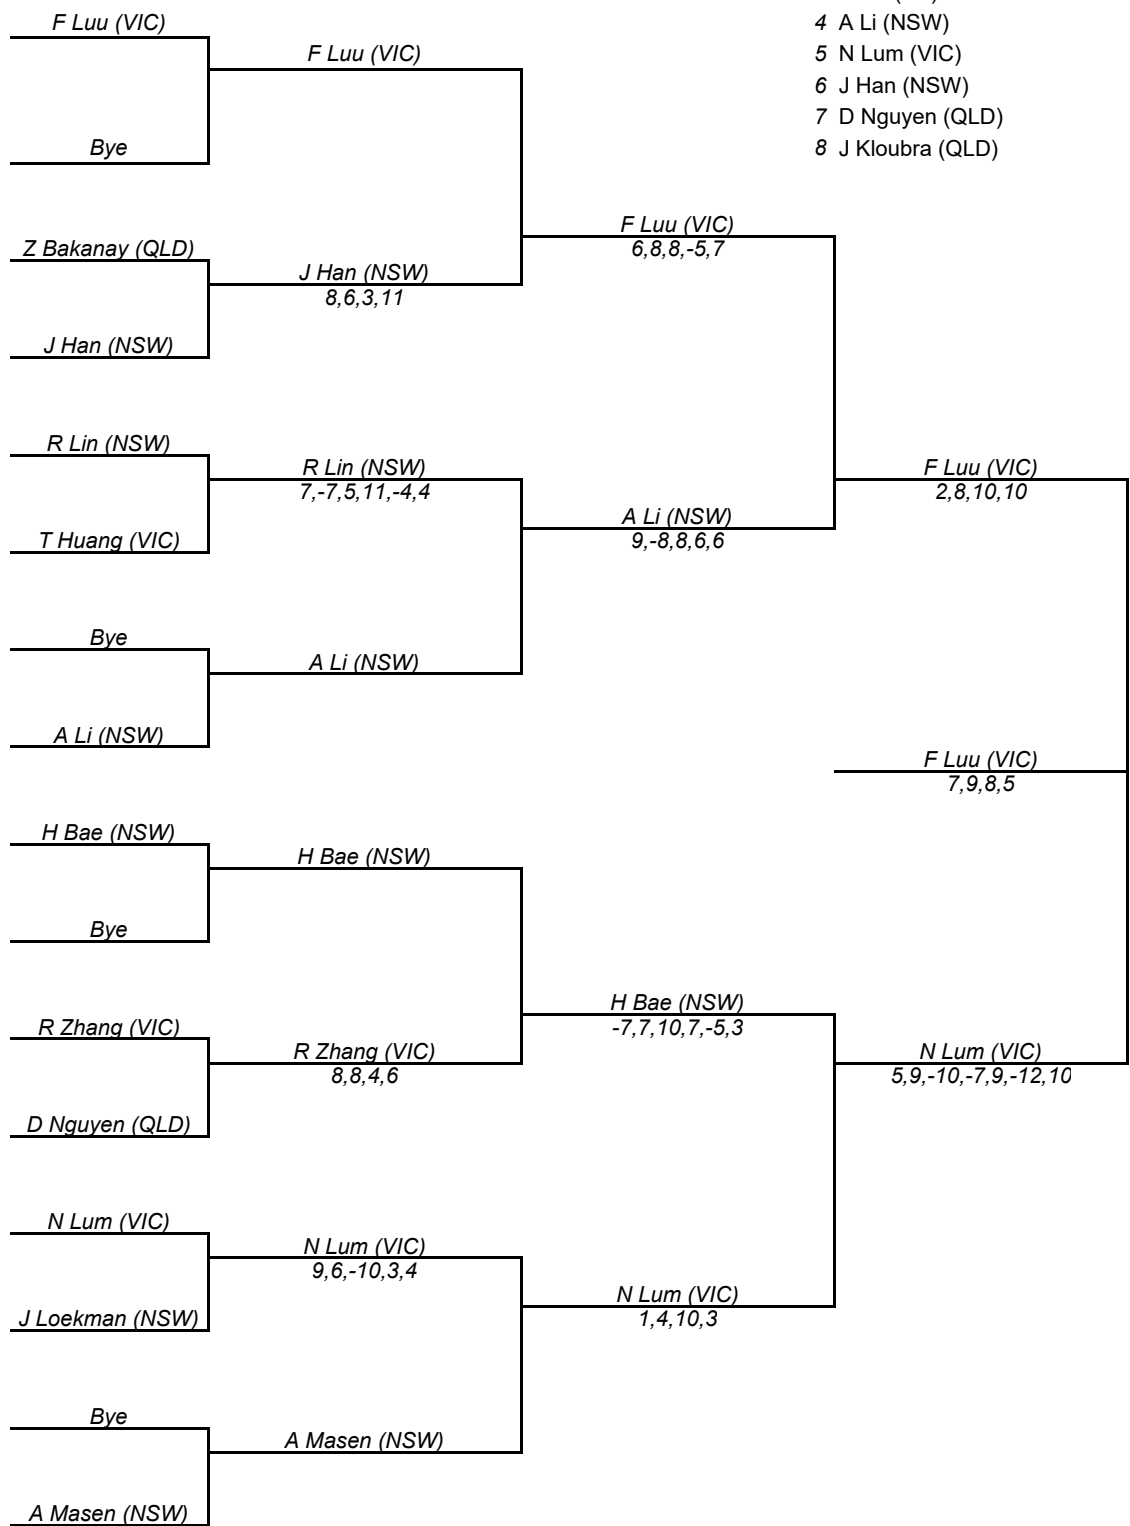 4 A Li (NSW)
5 N Lum (VIC)
6 J Han (NSW)
7 D Nguyen (QLD)
8 J Kloubra (QLD)
F Luu (VIC)
Bye
Z Bakanay (QLD)
J Han (NSW)
R Lin (NSW)
T Huang (VIC)
Bye
A Li (NSW)
H Bae (NSW)
Bye
R Zhang (VIC)
D Nguyen (QLD)
N Lum (VIC)
J Loekman (NSW)
Bye
A Masen (NSW)
F Luu (VIC)
J Han (NSW)
8,6,3,11
R Lin (NSW)
7,-7,5,11,-4,4
A Li (NSW)
H Bae (NSW)
R Zhang (VIC)
8,8,4,6
N Lum (VIC)
9,6,-10,3,4
A Masen (NSW)
F Luu (VIC)
6,8,8,-5,7
A Li (NSW)
9,-8,8,6,6
H Bae (NSW)
-7,7,10,7,-5,3
N Lum (VIC)
1,4,10,3
F Luu (VIC)
2,8,10,10
N Lum (VIC)
5,9,-10,-7,9,-12,10
F Luu (VIC)
7,9,8,5